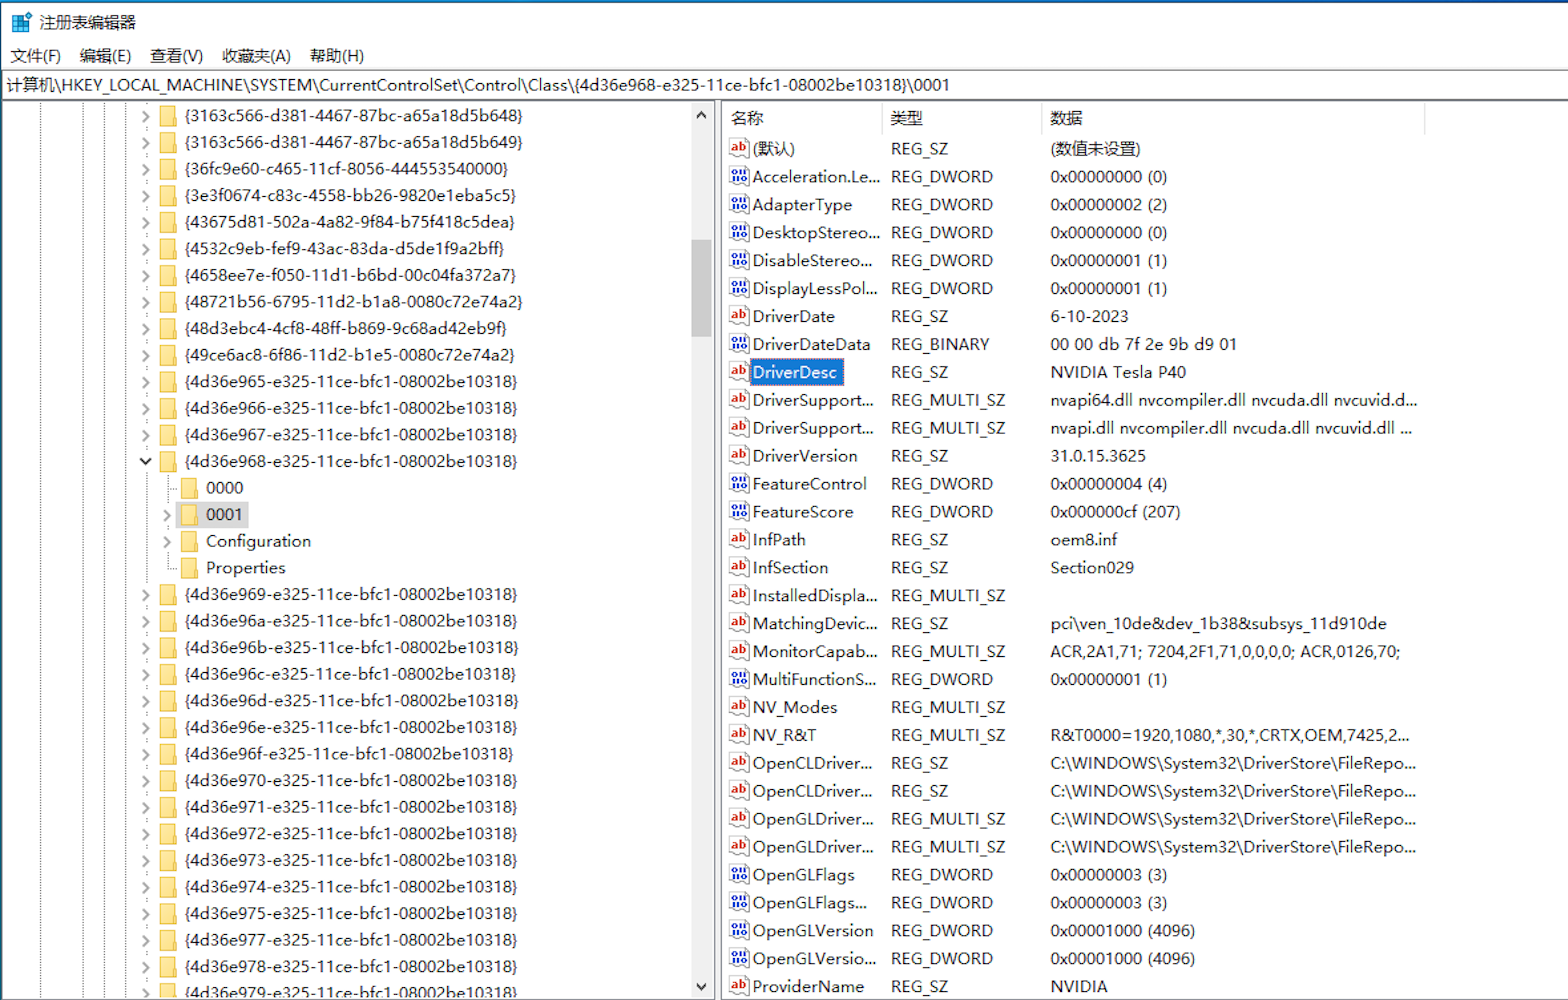 注册表编辑器
文件(F) 编辑(E) 查看(V) 收藏夹(A) 帮助(H)
计算机\HKEY_LOCAL_MACHINE\SYSTEM\CurrentControlSet\Control\Class\{4d36e968-e325-11ce-bfc1-08002be10318}\0001
{3163c566-d381-4467-87bc-a65a18d5b648}
{3163c566-d381-4467-87bc-a65a18d5b649}
{36fc9e60-c465-11cf-8056-444553540000}
{3e3f0674-c83c-4558-bb26-9820e1eba5c5}
{43675d81-502a-4a82-9f84-b75f418c5dea}
{4532c9eb-fef9-43ac-83da-d5de1f9a2bff}
{4658ee7e-f050-11d1-b6bd-00c04fa372a7}
{48721b56-6795-11d2-b1a8-0080c72e74a2}
{48d3ebc4-4cf8-48ff-b869-9c68ad42eb9f}
{49ce6ac8-6f86-11d2-b1e5-0080c72e74a2}
{4d36e965-e325-11ce-bfc1-08002be10318}
{4d36e966-e325-11ce-bfc1-08002be10318}
{4d36e967-e325-11ce-bfc1-08002be10318}
{4d36e968-e325-11ce-bfc1-08002be10318}
0000
0001
Configuration
Properties
{4d36e969-e325-11ce-bfc1-08002be10318}
{4d36e96a-e325-11ce-bfc1-08002be10318}
{4d36e96b-e325-11ce-bfc1-08002be10318}
{4d36e96c-e325-11ce-bfc1-08002be10318}
{4d36e96d-e325-11ce-bfc1-08002be10318}
{4d36e96e-e325-11ce-bfc1-08002be10318}
{4d36e96f-e325-11ce-bfc1-08002be10318}
{4d36e970-e325-11ce-bfc1-08002be10318}
{4d36e971-e325-11ce-bfc1-08002be10318}
{4d36e972-e325-11ce-bfc1-08002be10318}
{4d36e973-e325-11ce-bfc1-08002be10318}
{4d36e974-e325-11ce-bfc1-08002be10318}
{4d36e975-e325-11ce-bfc1-08002be10318}
{4d36e977-e325-11ce-bfc1-08002be10318}
{4d36e978-e325-11ce-bfc1-08002be10318}
{4d36e979-e325-11ce-bfc1-08002be10318}
名称 类型 数据
(默认) REG_SZ (数值未设置)
Acceleration.Le... REG_DWORD 0x00000000 (0)
AdapterType REG_DWORD 0x00000002 (2)
DesktopStereo... REG_DWORD 0x00000000 (0)
DisableStereo... REG_DWORD 0x00000001 (1)
DisplayLessPol... REG_DWORD 0x00000001 (1)
DriverDate REG_SZ 6-10-2023
DriverDateData REG_BINARY 00 00 db 7f 2e 9b d9 01
DriverDesc REG_SZ NVIDIA Tesla P40
DriverSupport... REG_MULTI_SZ nvapi64.dll nvcompiler.dll nvcuda.dll nvcuvid.d...
DriverSupport... REG_MULTI_SZ nvapi.dll nvcompiler.dll nvcuda.dll nvcuvid.dll ...
DriverVersion REG_SZ 31.0.15.3625
FeatureControl REG_DWORD 0x00000004 (4)
FeatureScore REG_DWORD 0x000000cf (207)
InfPath REG_SZ oem8.inf
InfSection REG_SZ Section029
InstalledDispla... REG_MULTI_SZ
MatchingDevic... REG_SZ pci\ven_10de&dev_1b38&subsys_11d910de
MonitorCapab... REG_MULTI_SZ ACR,2A1,71; 7204,2F1,71,0,0,0,0; ACR,0126,70;
MultiFunctionS... REG_DWORD 0x00000001 (1)
NV_Modes REG_MULTI_SZ
NV_R&T REG_MULTI_SZ R&T0000=1920,1080,*,30,*,CRTX,OEM,7425,2...
OpenCLDriver... REG_SZ C:\WINDOWS\System32\DriverStore\FileRepo...
OpenCLDriver... REG_SZ C:\WINDOWS\System32\DriverStore\FileRepo...
OpenGLDriver... REG_MULTI_SZ C:\WINDOWS\System32\DriverStore\FileRepo...
OpenGLDriver... REG_MULTI_SZ C:\WINDOWS\System32\DriverStore\FileRepo...
OpenGLFlags REG_DWORD 0x00000003 (3)
OpenGLFlags... REG_DWORD 0x00000003 (3)
OpenGLVersion REG_DWORD 0x00001000 (4096)
OpenGLVersio... REG_DWORD 0x00001000 (4096)
ProviderName REG_SZ NVIDIA